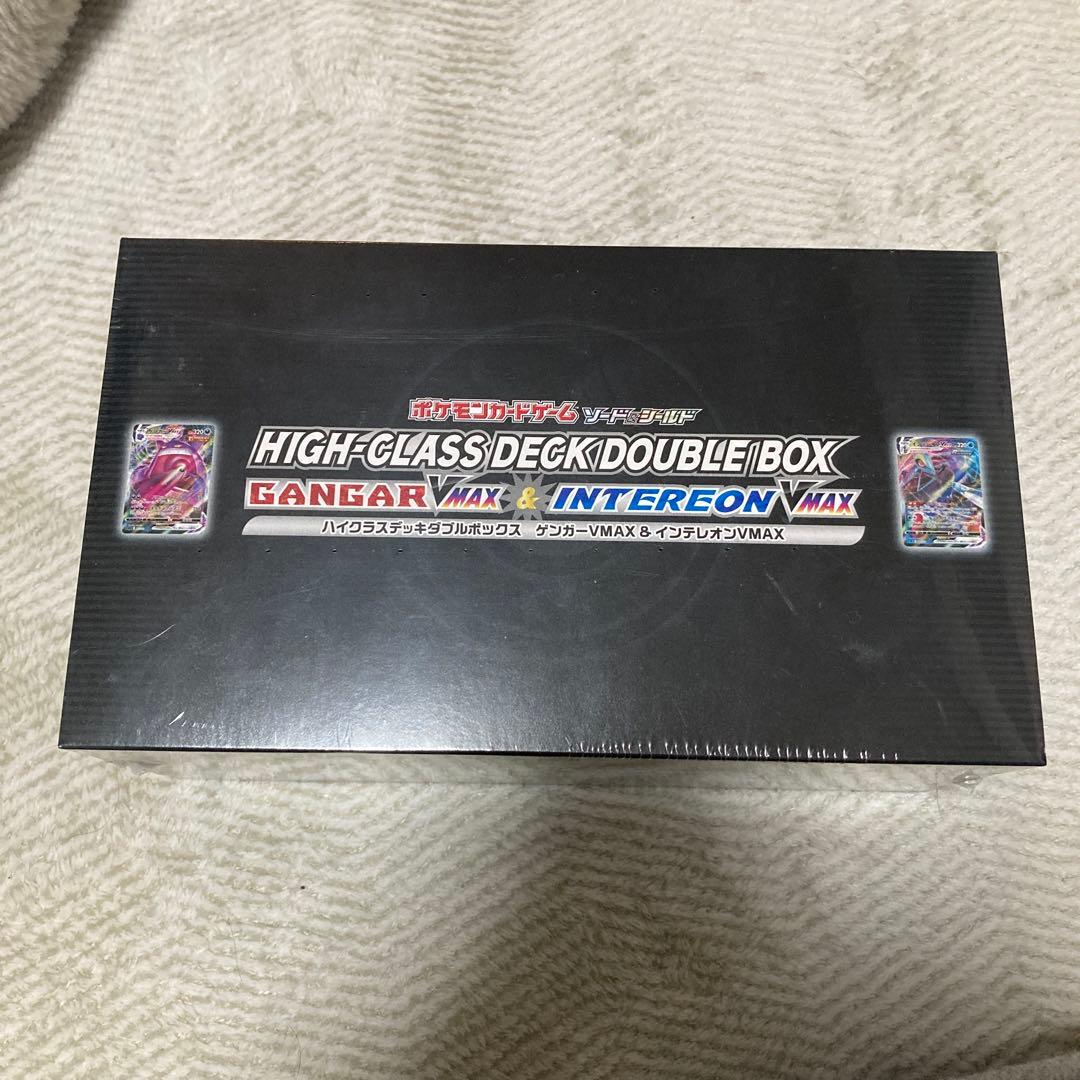 ポケモンカードゲーム ソード&シールド
HIGH-CLASS DECK DOUBLE BOX
GANGAR VMAX & INTEREON VMAX
ハイクラスデッキダブルボックス ゲンガーVMAX & インテレオンVMAX
320
320